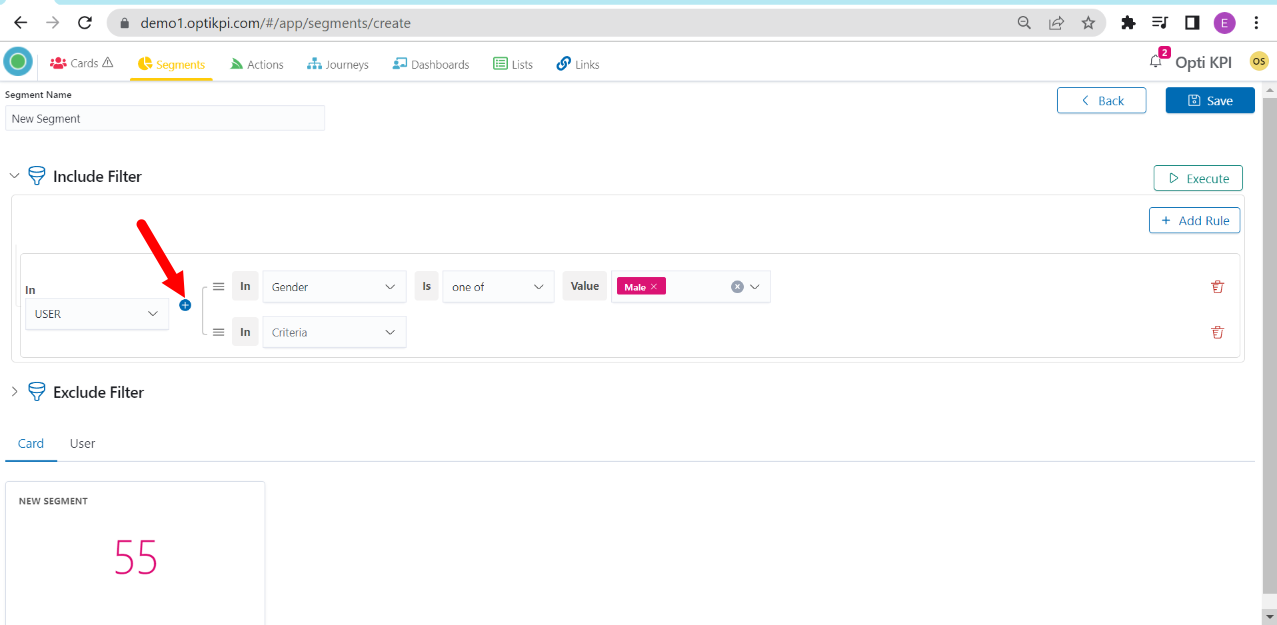 demo1.optikpi.com/#/app/segments/create
E
Cards Segments Actions Journeys Dashboards Lists Links
2
Opti KPI OS
Segment Name
New Segment
Back Save
Include Filter
Execute
+ Add Rule
In
USER
In Gender Is one of Value Male ×
In Criteria
Exclude Filter
Card User
NEW SEGMENT
55